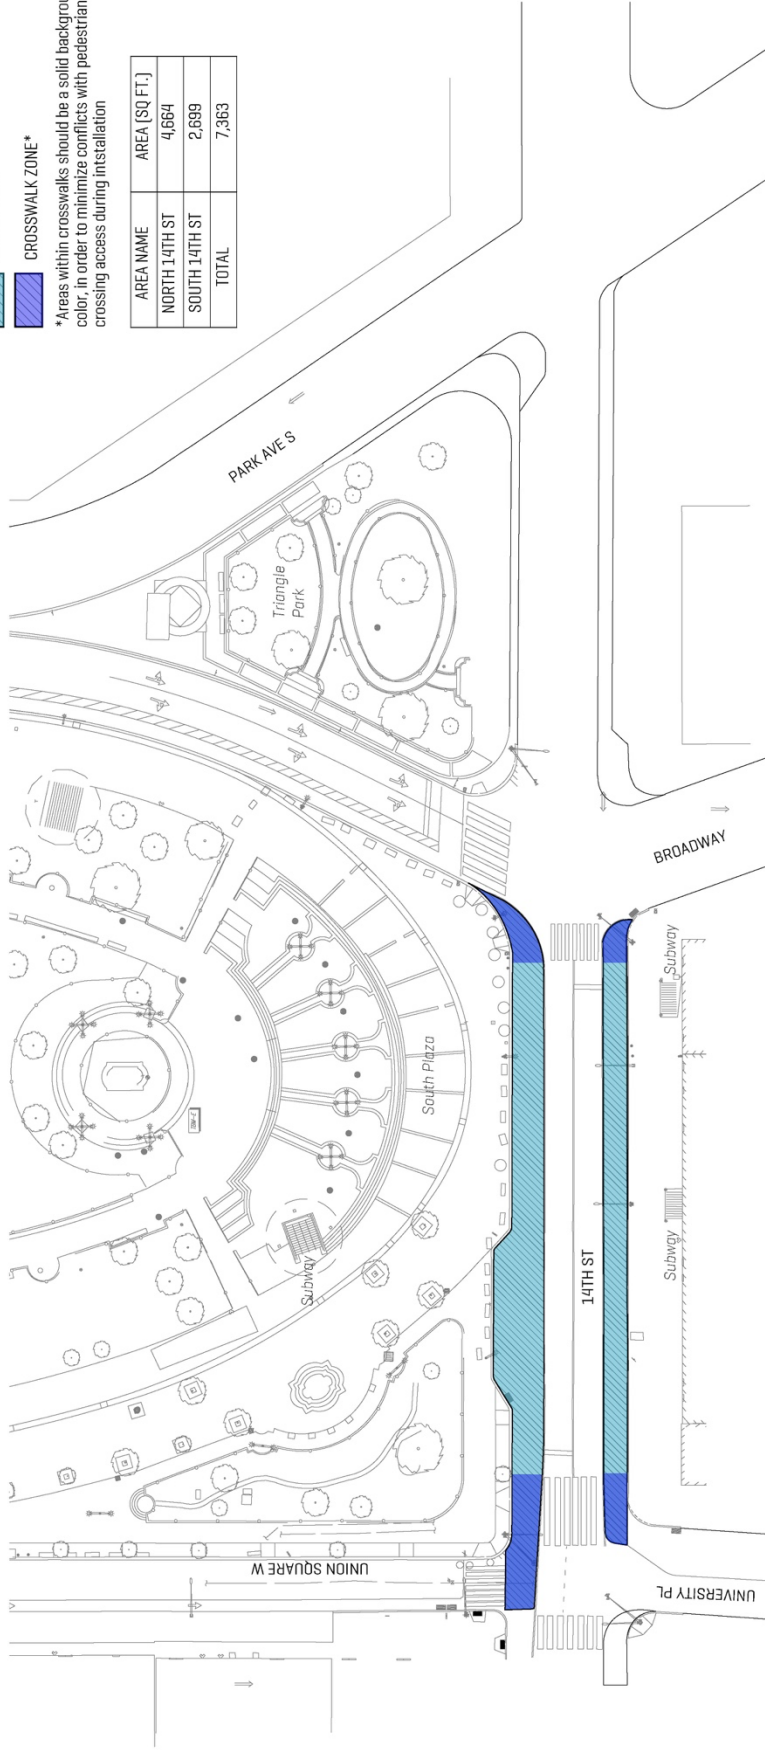 CROSSWALK ZONE*
*Areas within crosswalks should be a solid
color, in order to minimize conflicts with pedestrian
crossing access during intstallation
AREA NAME AREA (SQ FT.)
NORTH 14TH ST 4,664
SOUTH 14TH ST 2,699
TOTAL 7,363
PARK AVE S
Triangle
Park
BROADWAY
South Plaza
Subway
Subway
Subway
14TH ST
UNION SQUARE W
UNIVERSITY PL